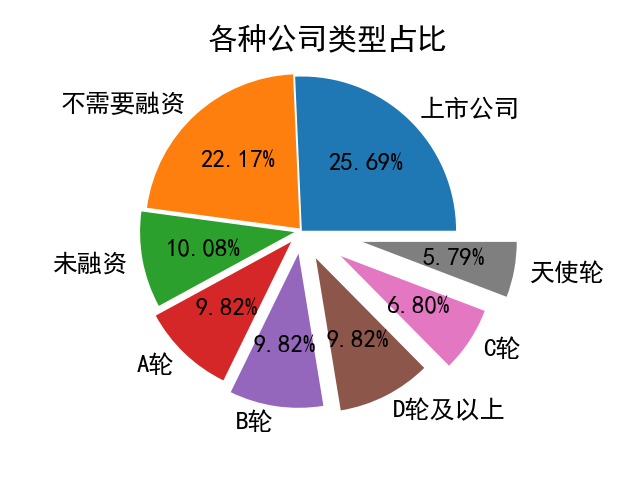 各种公司类型占比
不需要融资
上市公司
22.17%
25.69%
未融资
10.08%
5.79%
天使轮
9.82%
6.80%
A轮
9.82%
9.82%
C轮
B轮
D轮及以上